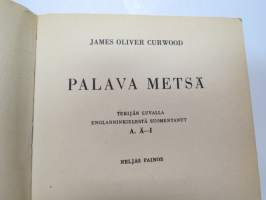 JAMES OLIVER CURWOOD
PALAVA METSÄ
TEKIJÄN LUVALLA
ENGLANNINKIELESTÄ SUOMENTANUT
A. Ä—I
NELJÄS PAINOS